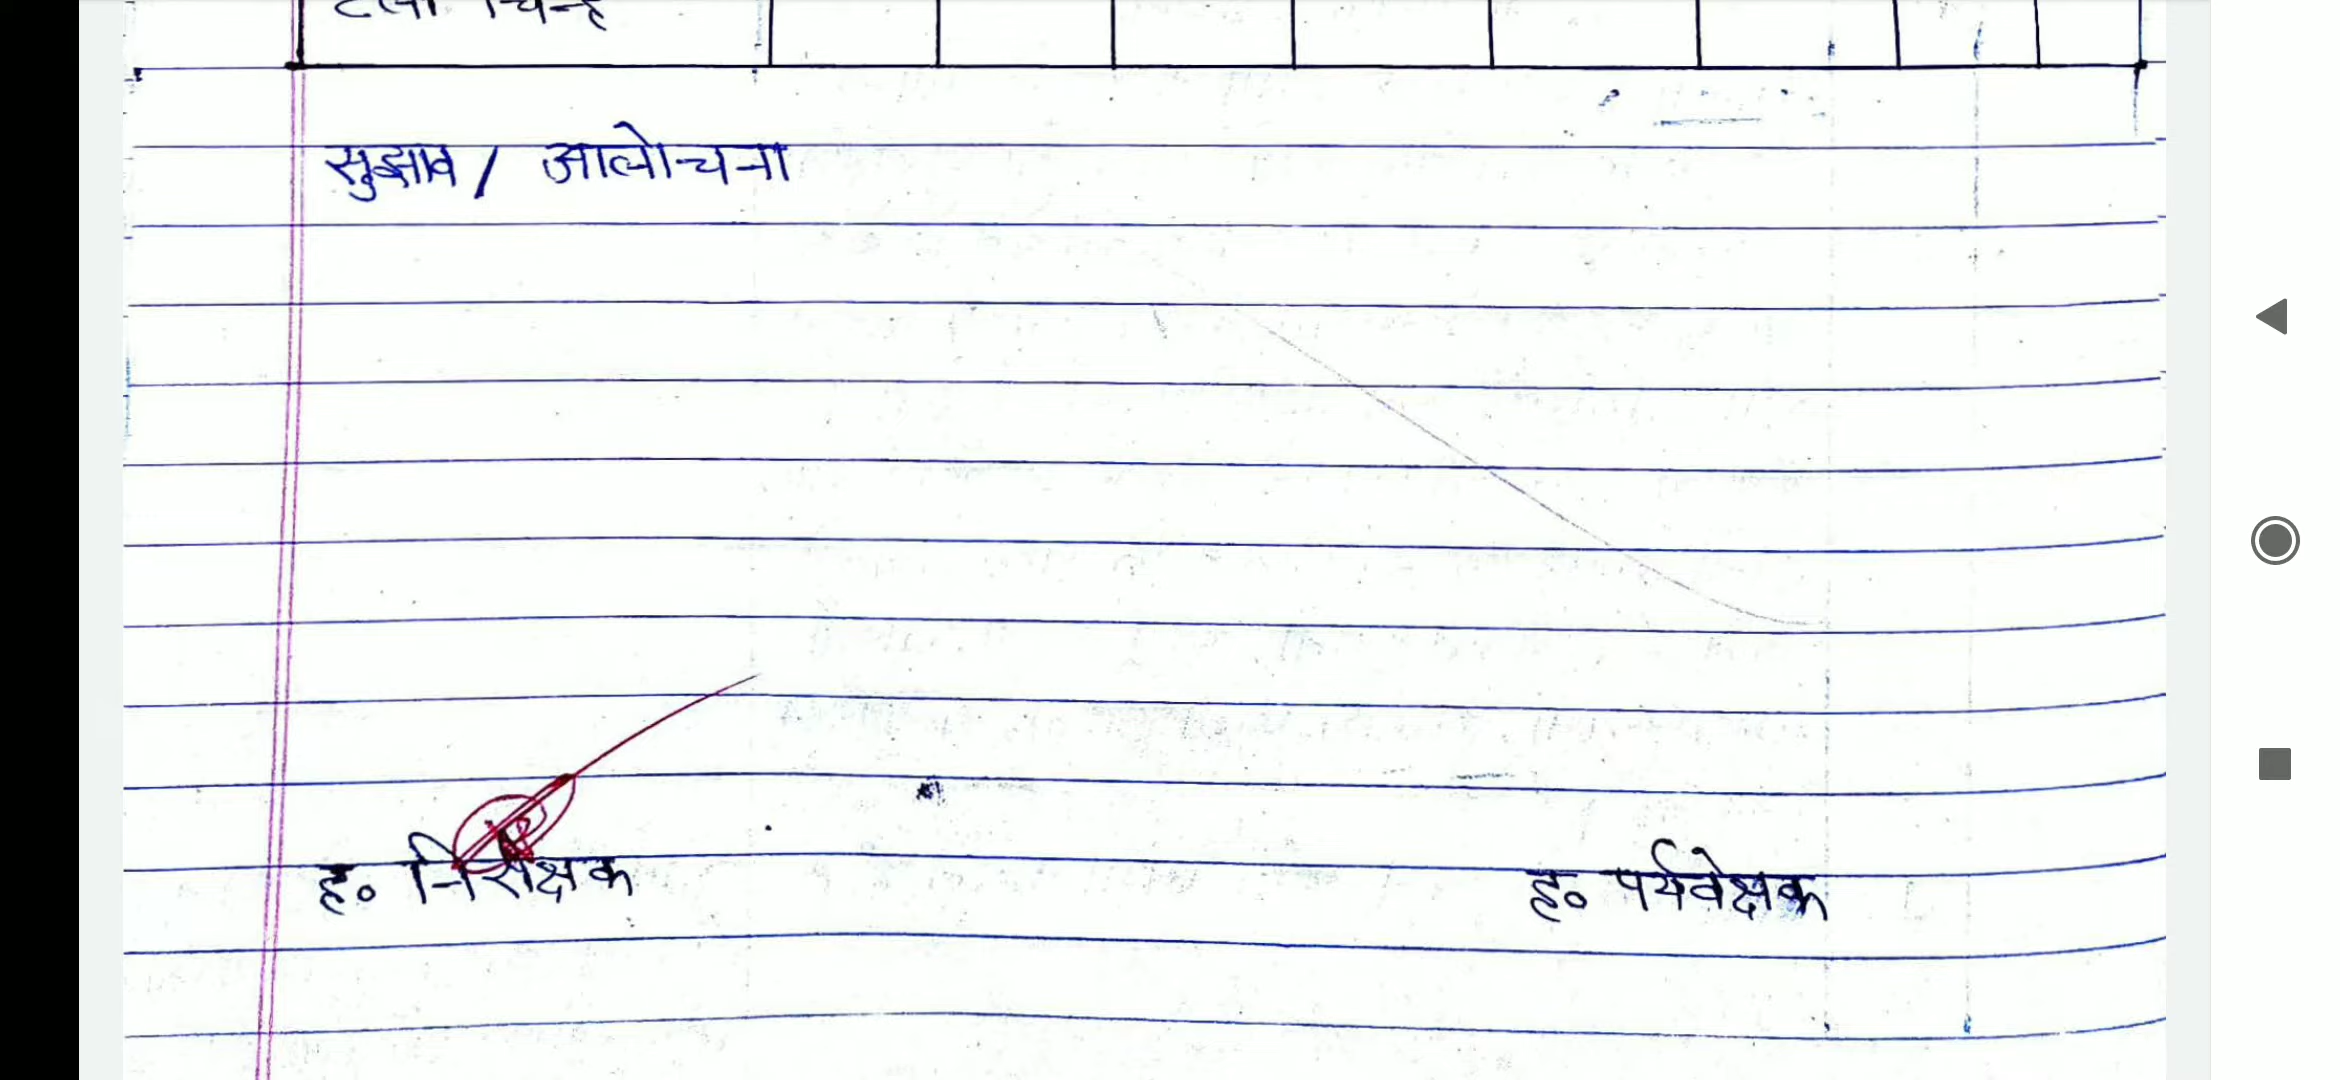 सुझाव / आलोचना
ह० निरीक्षक ह० पर्यवेक्षक